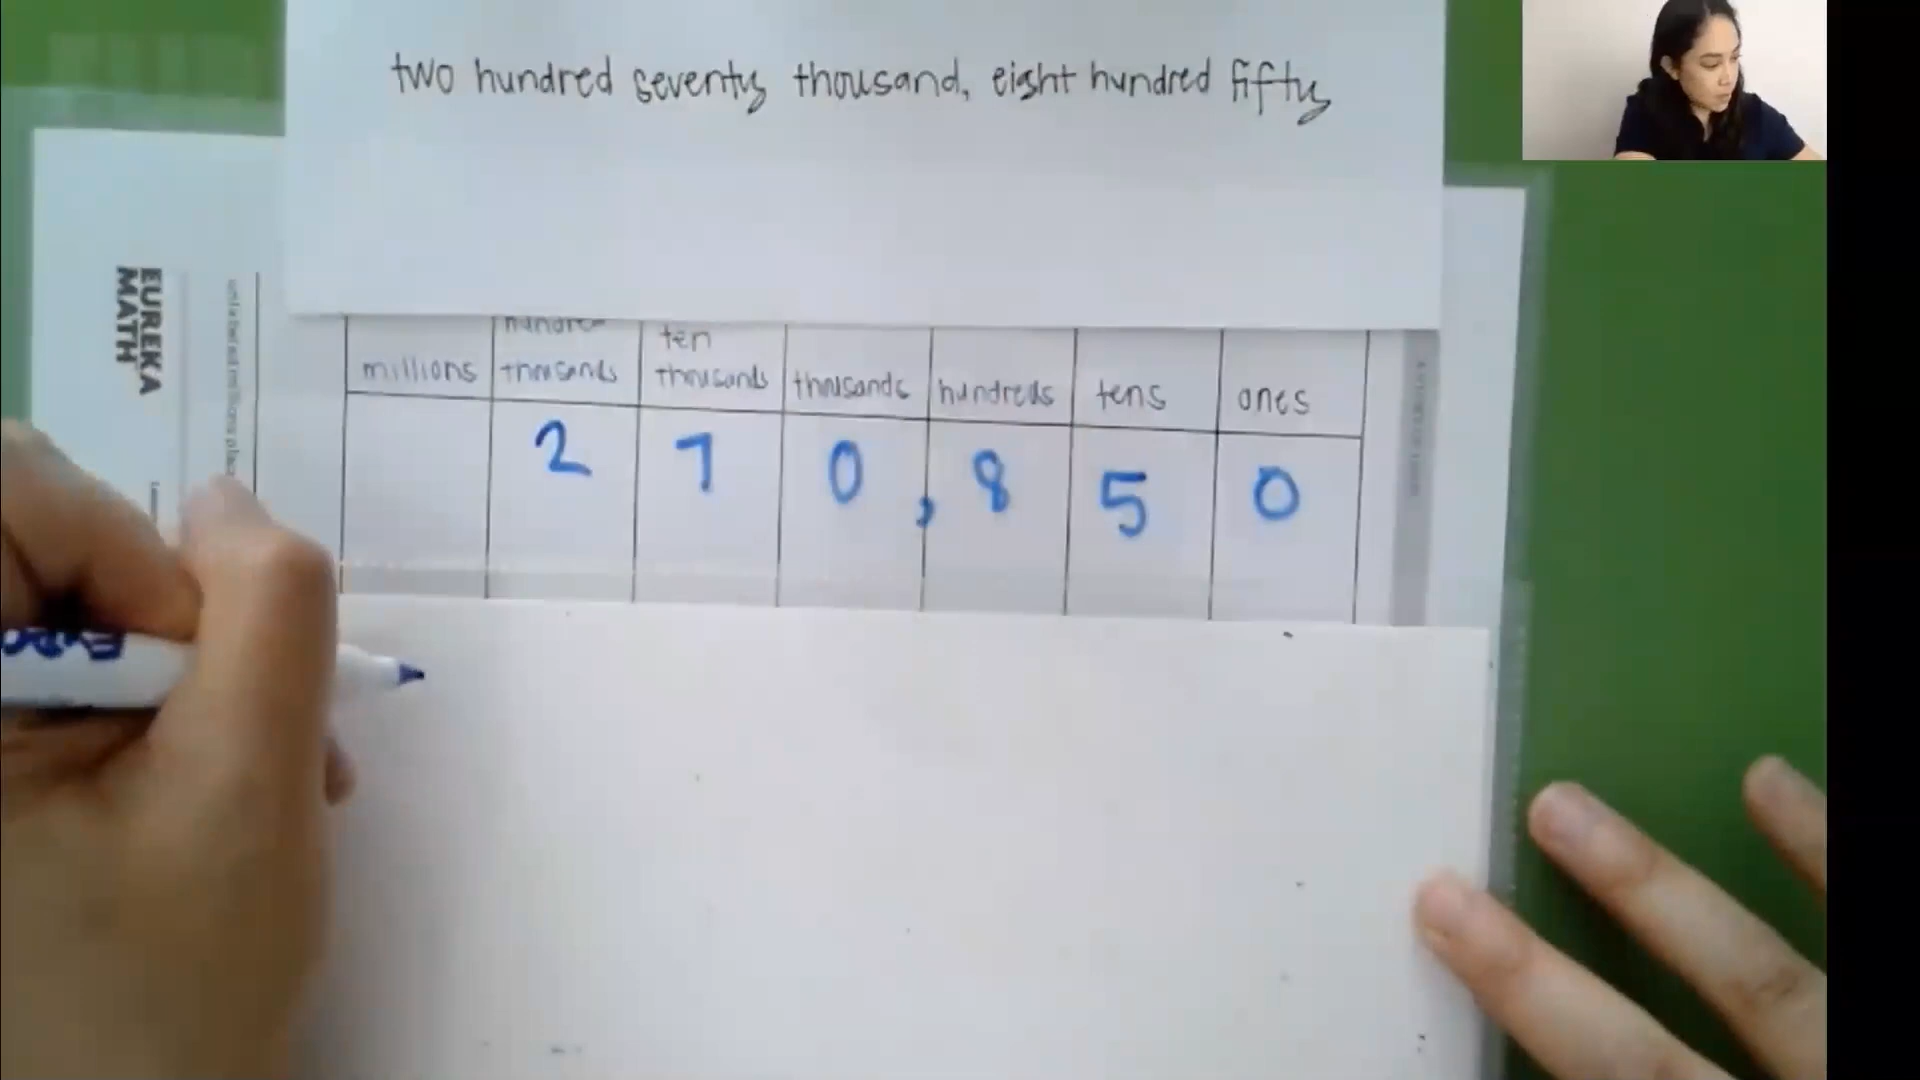 two hundred seventy thousand, eight hundred fifty
EUREKA
MATH
millions
thousands
ten
thousands
thousands
hundreds
tens
ones
2 7 0 , 8 5 0